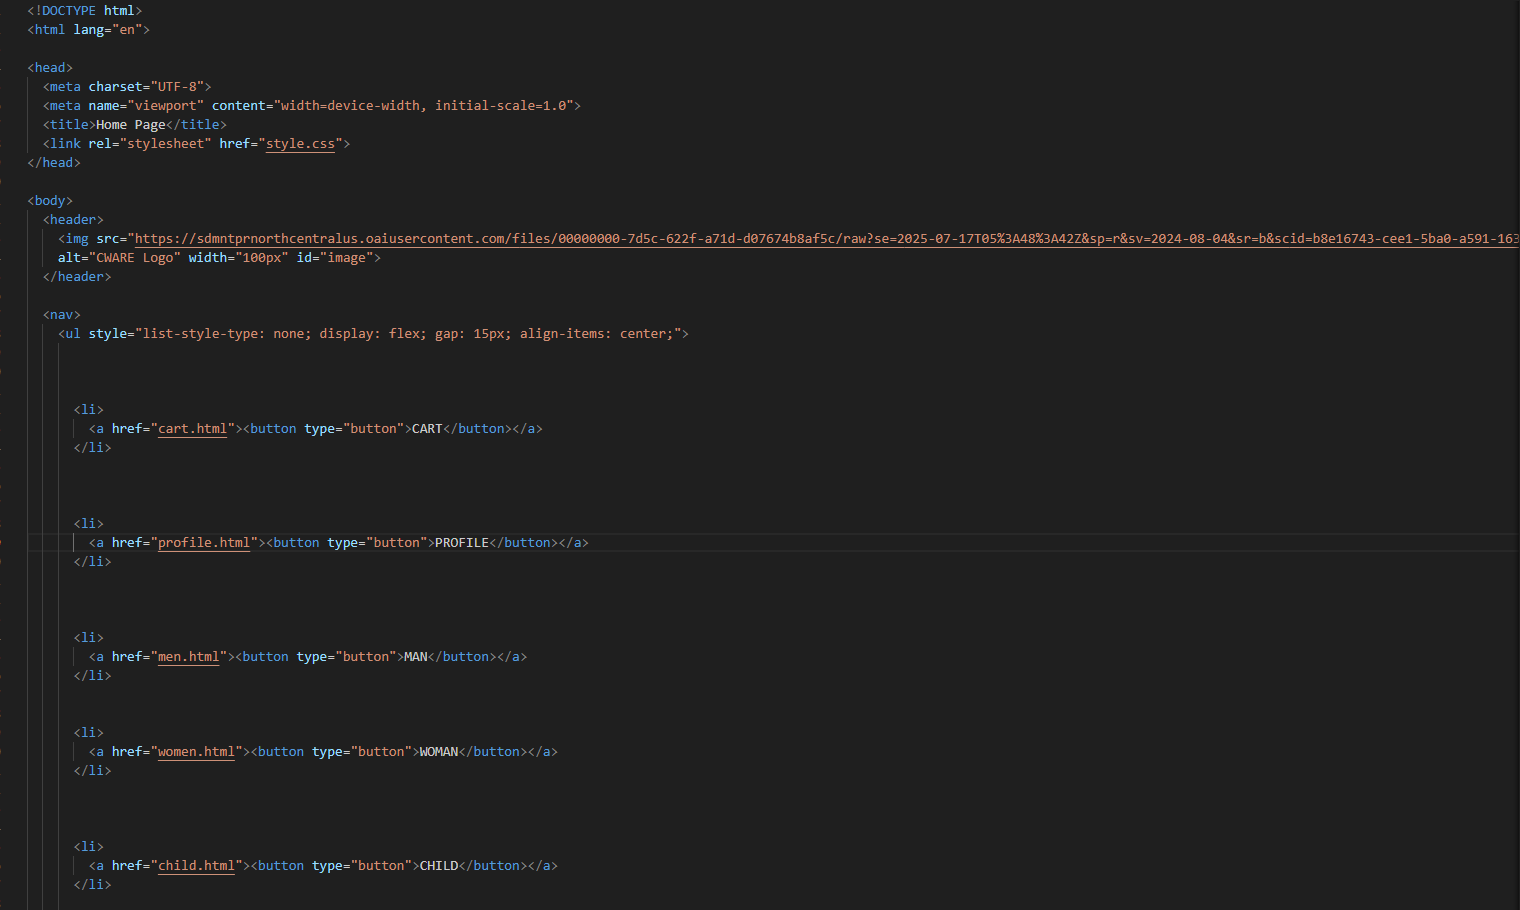 <!DOCTYPE html>
<html lang="en">
<head>
<meta charset="UTF-8">
<meta name="viewport" content="width=device-width, initial-scale=1.0">
<title>Home Page</title>
<link rel="stylesheet" href="style.css">
</head>
<body>
<header>
<img src="https://sdmntprnorthcentralus.oaiusercontent.com/files/00000000-7d5c-622f-a71d-d07674b8af5c/raw?se=2025-07-17T05%3A48%3A42Z&sp=r&sv=2024-08-04&sr=b&scid=b8e16743-cee1-5ba0-a591-163
alt="CWARE Logo" width="100px" id="image">
</header>
<nav>
<ul style="list-style-type: none; display: flex; gap: 15px; align-items: center;">
<li>
<a href="cart.html"><button type="button">CART</button></a>
</li>
<li>
<a href="profile.html"><button type="button">PROFILE</button></a>
</li>
<li>
<a href="men.html"><button type="button">MAN</button></a>
</li>
<li>
<a href="women.html"><button type="button">WOMAN</button></a>
</li>
<li>
<a href="child.html"><button type="button">CHILD</button></a>
</li>